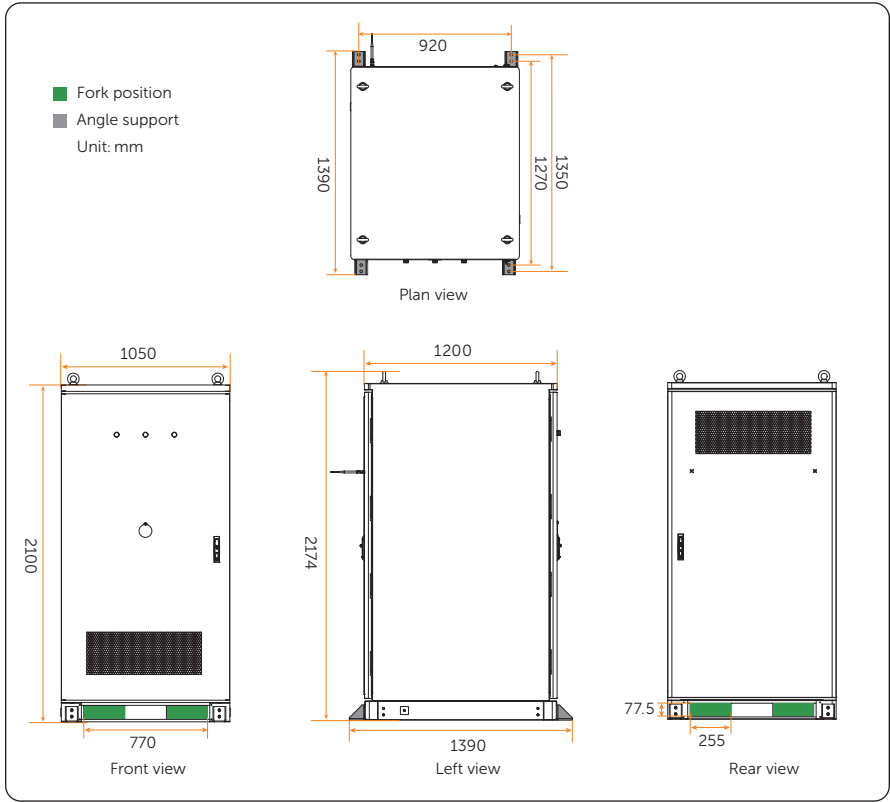 920
Fork position
Angle support
Unit: mm
1390
1270
1350
Plan view
1050
1200
2100
2174
77.5
770
1390
255
Front view
Left view
Rear view